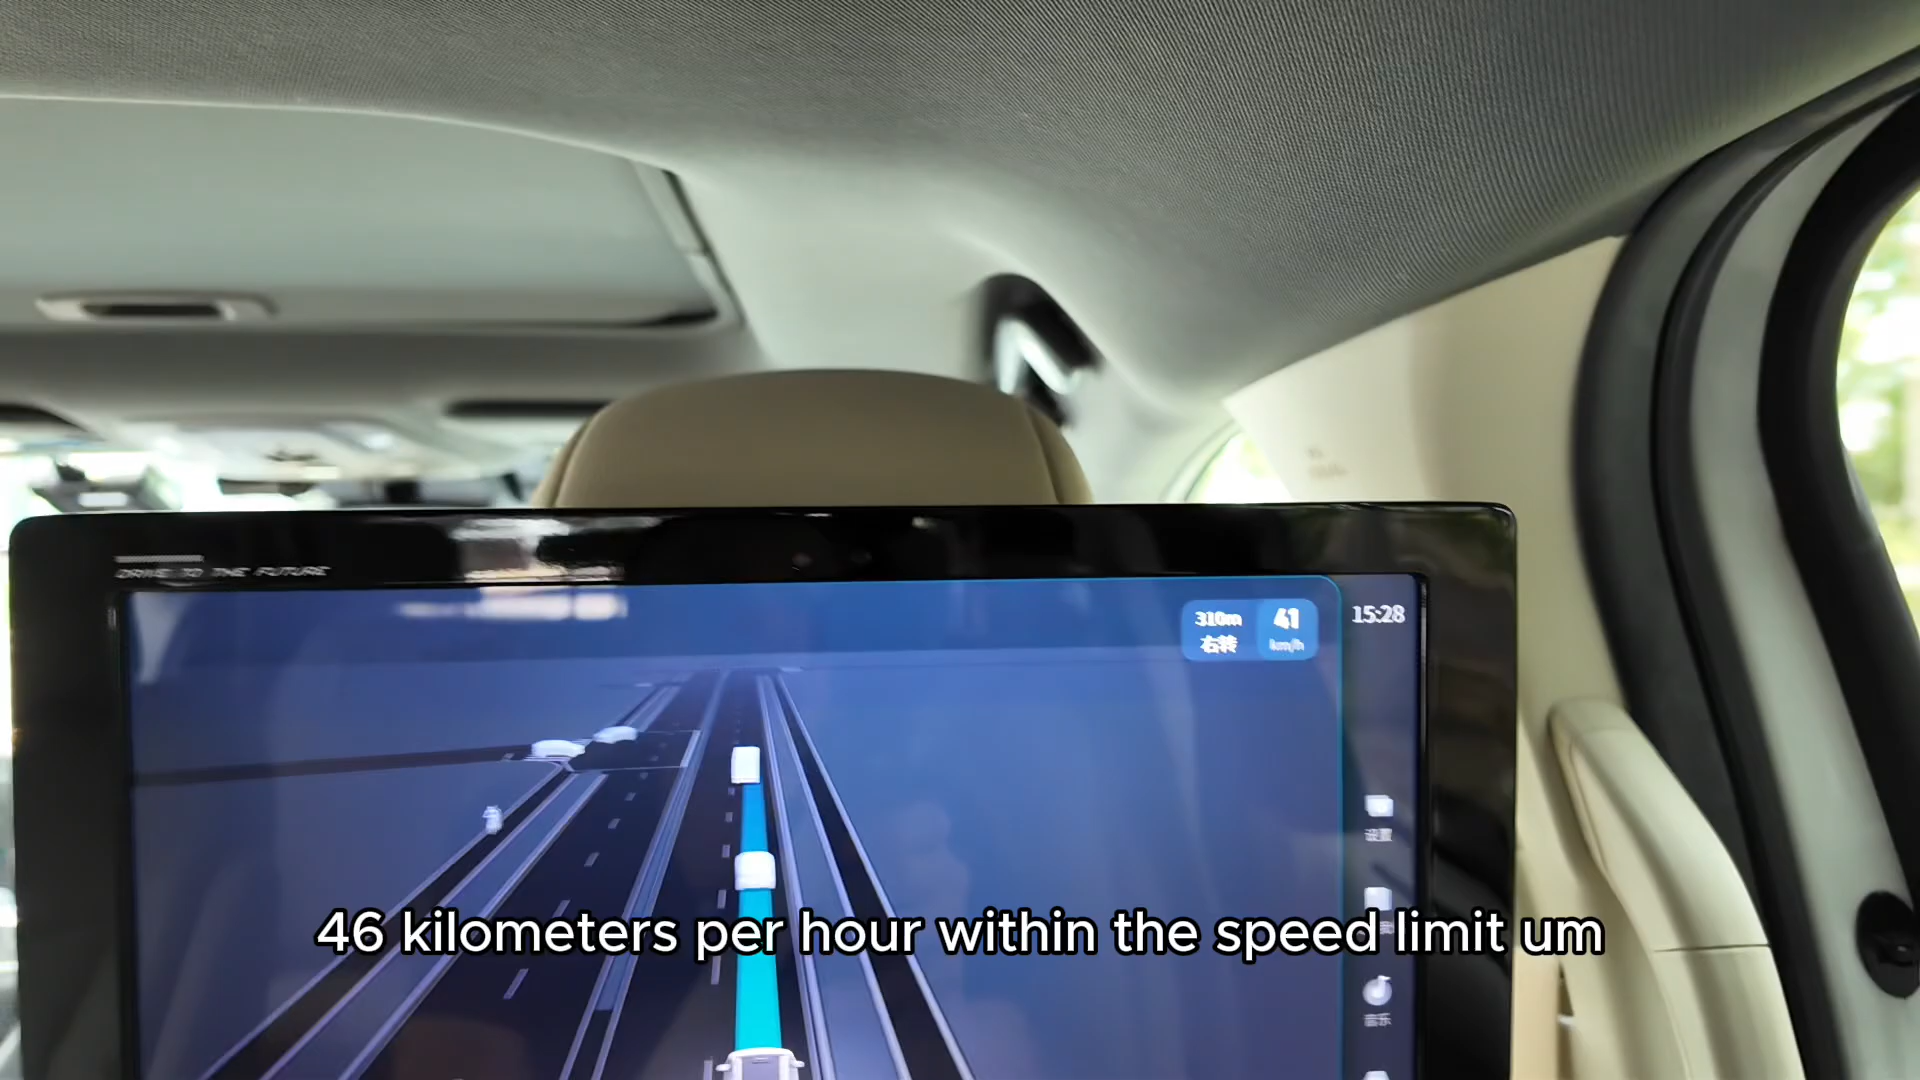 DRIVE TO THE FUTURE
310m
右转
41
km/h
15:28
设置
音乐
46 kilometers per hour within the speed limit um